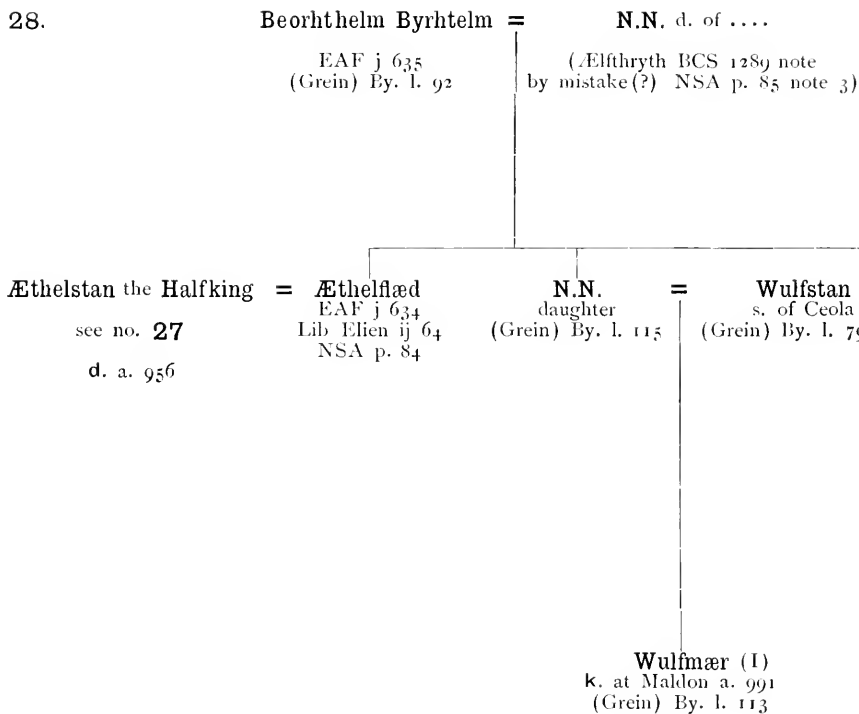 28.
Beorhthelm Byrhtelm = N.N. d. of ....
EAF j 635
(Grein) By. l. 92
(Ælfthryth BCS 1289 note
by mistake(?) NSA p. 85 note 3)
Æthelstan the Halfking = Æthelflæd
see no. 27
d. a. 956
EAF j 634
Lib Elien ij 64
NSA p. 84
N.N. = Wulfstan
daughter
(Grein) By. l. 115
s. of Ceola
(Grein) By. l. 79
Wulfmær (I)
k. at Maldon a. 991
(Grein) By. l. 113